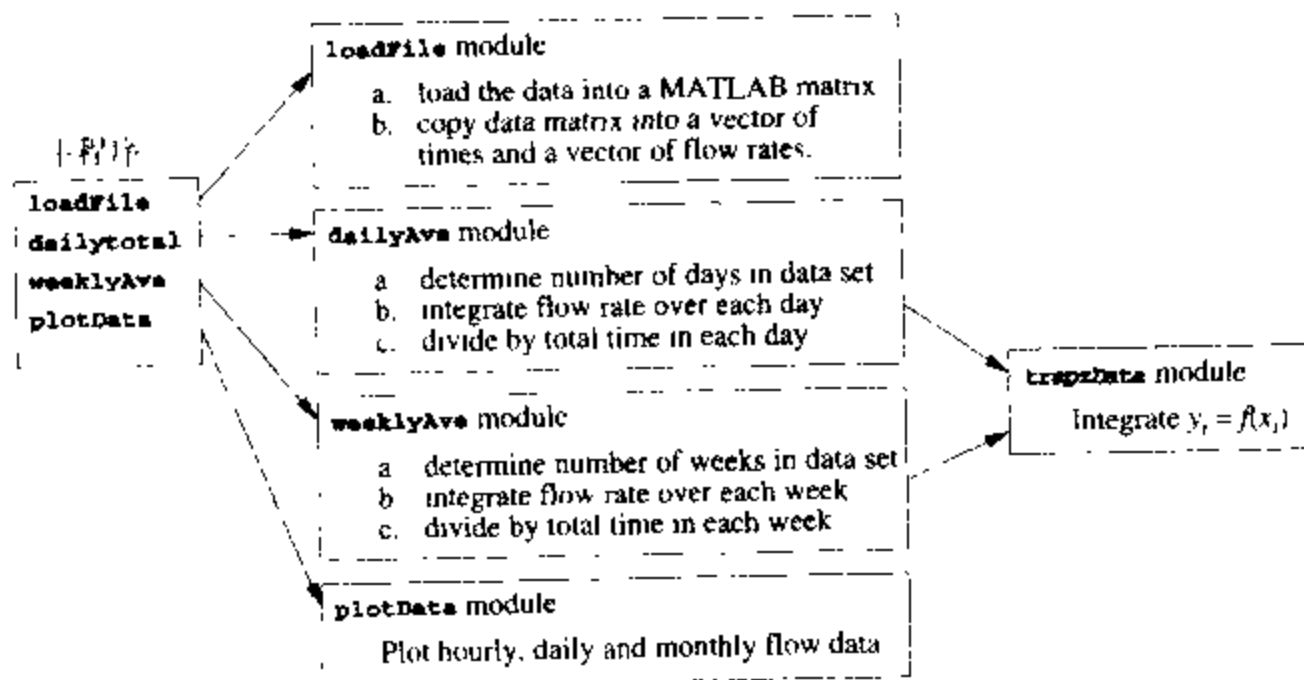 loadFile
dailytotal
weeklyAve
plotData
loadFile module
a. load the data into a MATLAB matrix
b. copy data matrix into a vector of
times and a vector of flow rates.
dailyAve module
a determine number of days in data set
b. integrate flow rate over each day
c. divide by total time in each day
weeklyAve module
a determine number of weeks in data set
b integrate flow rate over each week
c. divide by total time in each week
plotData module
Plot hourly, daily and monthly flow data
trapzData module
Integrate yᵢ = f(xᵢ)